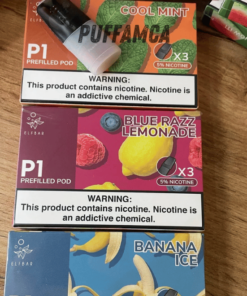 COOL MINT
PUFFAMCA
P1
PREFILLED POD
X3
5% NICOTINE
WARNING:
This product contains nicotine. Nicotine is
an addictive chemical.
BLUE RAZZ
LEMONADE
P1
PREFILLED POD
X3
5% NICOTINE
ELFBAR
WARNING:
This product contains nicotine. Nicotine is
an addictive chemical.
BANANA
ICE
ELFBAR